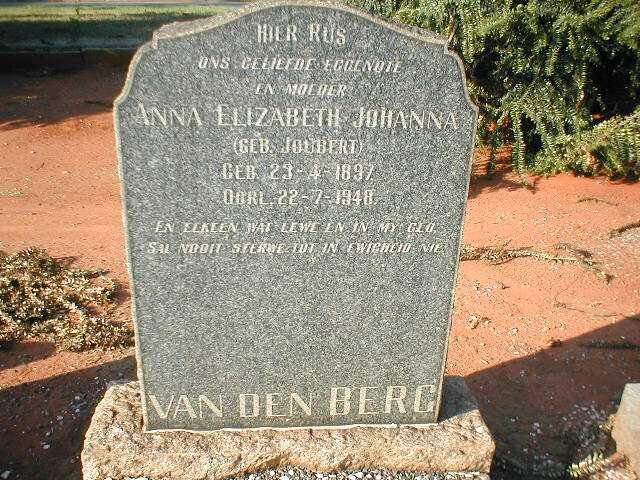 HIER RUS
ONS GELIEFDE EGGENOTE
EN MOEDER
ANNA ELIZABETH JOHANNA
(GEB. JOUBERT)
GEB. 23-4-1897
OORL. 22-7-1948
EN ELKEEN WAT LEWE EN IN MY GLO
SAL NOOIT STERWE TOT IN EWIGHEID NIE.
VAN DEN BERG